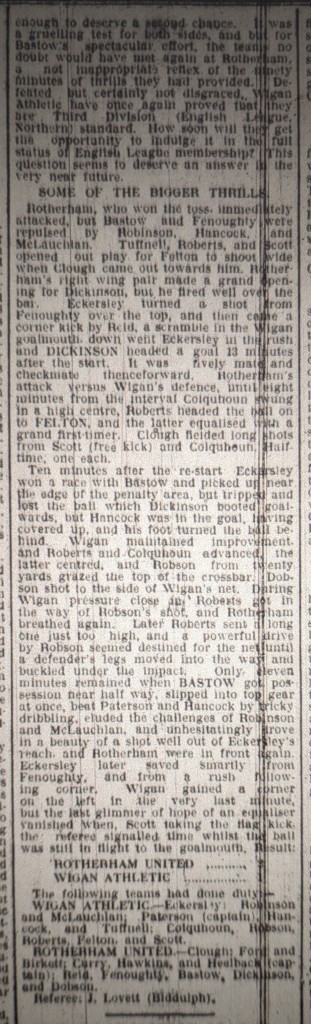 enough to deserve a second chance. It was
a gruelling test for both sides, and but for
Bastow's spectacular effort, the teams no
doubt would have met again at Rotherham,
a not inappropriate reflex of the ninety
minutes of thrills they had provided. De-
feated but certainly not disgraced, Wigan
Athletic have once again proved that they
are Third Division (English League,
Northern) standard. How soon will they get
the opportunity to indulge it in the full
status of English League membership? This
question seems to deserve an answer in the
very near future.
SOME OF THE BIGGER THRILLS.
Rotherham, who won the toss, immediately
attacked, but Bastow and Fenoughty were
repulsed by Robinson, Hancock, and
McLauchlan. Tuffnell, Roberts, and Scott
opened out play for Felton to shoot wide
when Clough came out towards him. Rother-
ham's right wing pair made a grand open-
ing for Dickinson, but he fired well over the
bar. Eckersley turned a shot from
Fenoughty over the top, and then came a
corner kick by Reid, a scramble in the Wigan
goalmouth, down went Eckersley in the rush
and DICKINSON headed a goal 13 minutes
after the start. It was lively mate and
checkmate thenceforward, Rotherham's
attack versus Wigan's defence, until eight
minutes from the interval Colquhoun swung
in a high centre, Roberts headed the ball on
to FELTON, and the latter equalised with a
grand first-timer. Clough fielded long shots
from Scott (free kick) and Colquhoun. Half-
time, one each.
Ten minutes after the re-start Eckersley
won a race with Bastow and picked up near
the edge of the penalty area, but tripped and
lost the ball which Dickinson booted goal-
wards, but Hancock was in the goal, having
covered up, and his foot turned the ball be-
hind. Wigan maintained improvement,
and Roberts and Colquhoun advanced, the
latter centred, and Robson from twenty
yards grazed the top of the crossbar. Dob-
son shot to the side of Wigan's net. During
Wigan pressure close in, Roberts got in
the way of Robson's shot, and Rotherham
breathed again. Later Roberts sent a long
one just too high, and a powerful drive
by Robson seemed destined for the net until
a defender's legs moved into the way and
buckled under the impact. Only eleven
minutes remained when BASTOW got pos-
session near half way, slipped into top gear
at once, beat Paterson and Hancock by tricky
dribbling, eluded the challenges of Robinson
and McLauchlan, and unhesitatingly drove
in a beauty of a shot well out of Eckersley's
reach, and Rotherham were in front again.
Eckersley later saved smartly from
Fenoughty, and from a rush follow-
ing corner. Wigan gained a corner
on the left in the very last minute,
but the last glimmer of hope of an equaliser
vanished when, Scott taking the flag kick,
the referee signalled time whilst the ball
was still in flight to the goalmouth. Result:
ROTHERHAM UNITED .......... 2
WIGAN ATHLETIC ..............
The following teams had done duty:—
WIGAN ATHLETIC.—Eckersley; Robinson
and McLauchlan; Paterson (captain), Han-
cock, and Tuffnell; Colquhoun, Robson,
Roberts, Felton, and Scott.
ROTHERHAM UNITED.—Clough; Ford and
Birkett; Curry, Hawkins, and Heelbach (cap-
tain); Reid, Fenoughty, Bastow, Dickinson,
and Dobson.
Referee: J. Lovett (Biddulph).